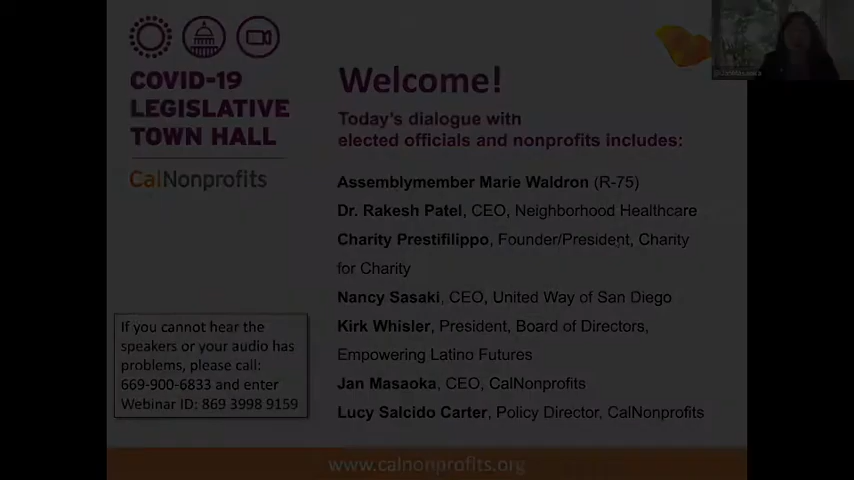 COVID-19
LEGISLATIVE
TOWN HALL
CalNonprofits
Welcome!
Today's dialogue with
elected officials and nonprofits includes:
Assemblymember Marie Waldron (R-75)
Dr. Rakesh Patel, CEO, Neighborhood Healthcare
Charity Prestifilippo, Founder/President, Charity
for Charity
Nancy Sasaki, CEO, United Way of San Diego
Kirk Whisler, President, Board of Directors,
Empowering Latino Futures
Jan Masaoka, CEO, CalNonprofits
Lucy Salcido Carter, Policy Director, CalNonprofits
If you cannot hear the
speakers or your audio has
problems, please call:
669-900-6833 and enter
Webinar ID: 869 3998 9159
www.calnonprofits.org